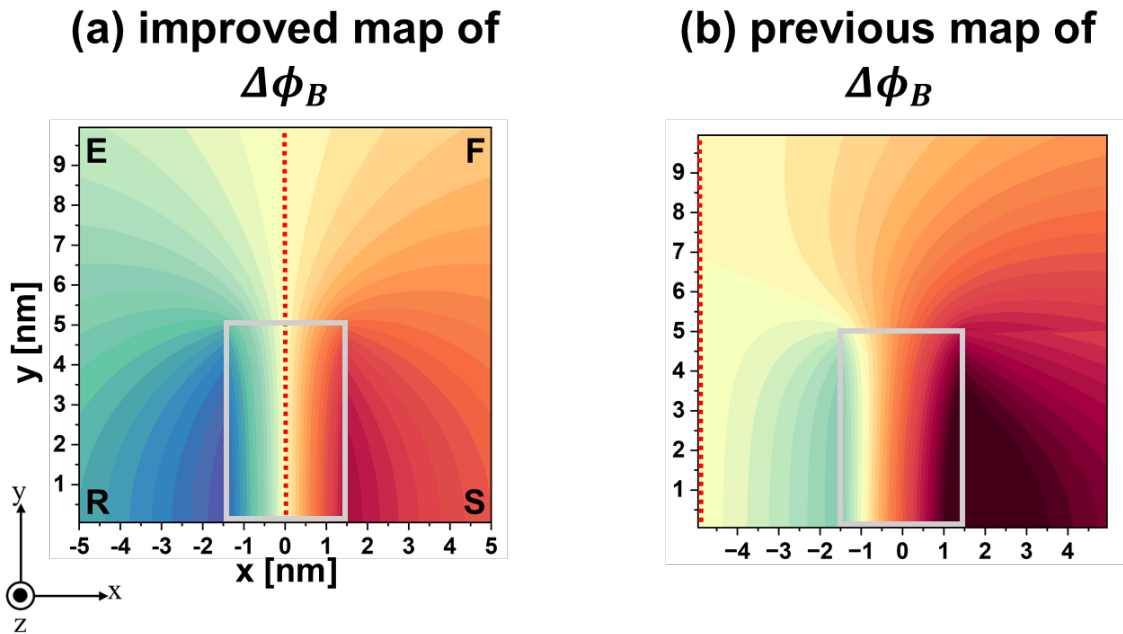 (a) improved map of
Δϕ_B
(b) previous map of
Δϕ_B
E
F
R
S
9
8
7
6
5
4
3
2
1
y [nm]
-5 -4 -3 -2 -1 0 1 2 3 4 5
x [nm]
9
8
7
6
5
4
3
2
1
−4 −3 −2 −1 0 1 2 3 4
y
x
z